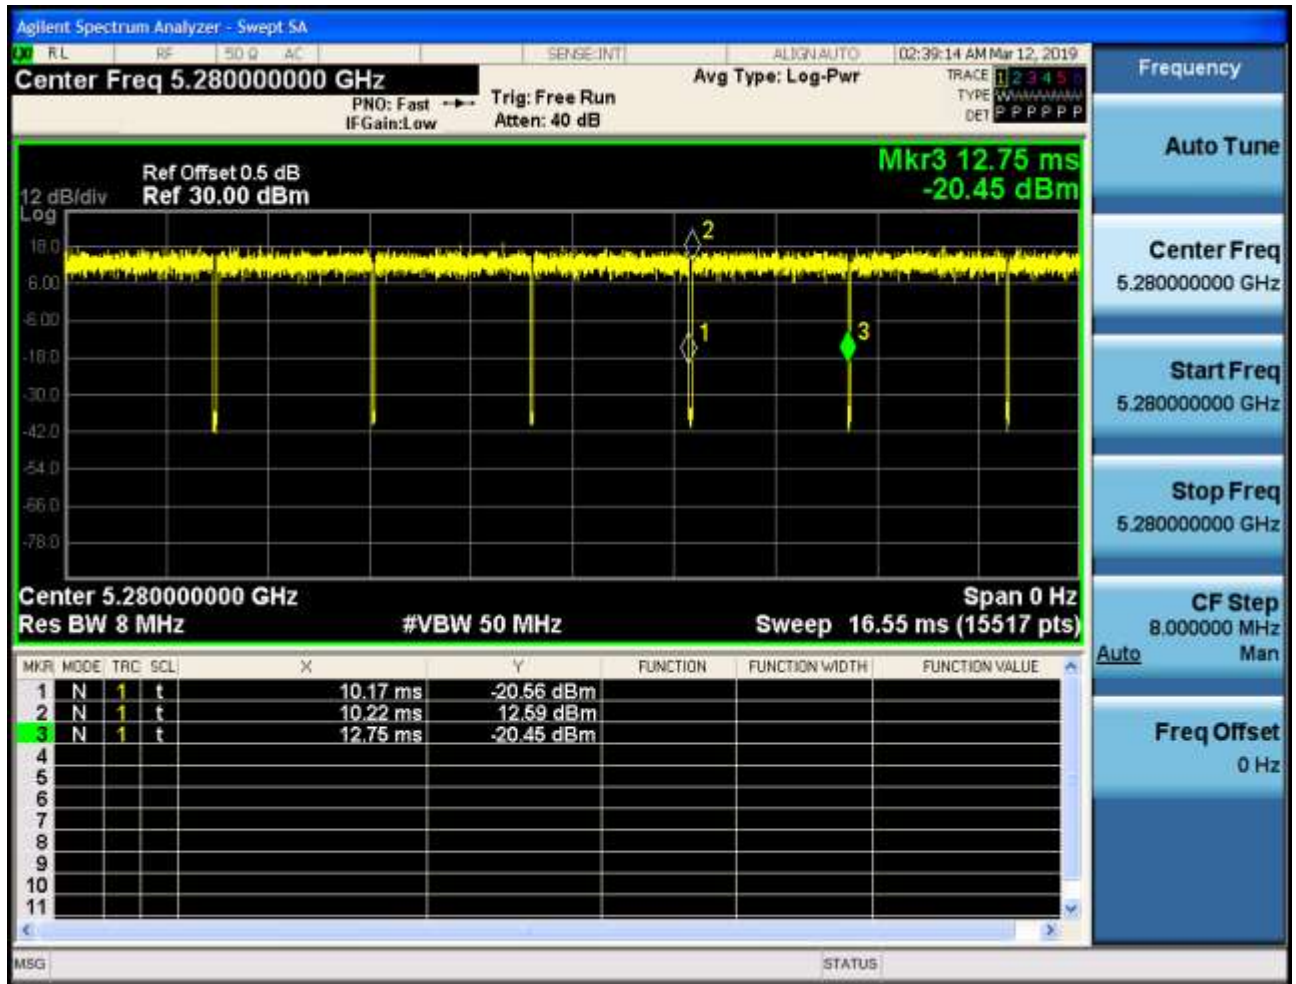 Agilent Spectrum Analyzer - Swept SA
LXI RL RF 50 Ω AC SENSE:INT ALIGN AUTO 02:39:14 AM Mar 12, 2019
Center Freq 5.280000000 GHz Avg Type: Log-Pwr TRACE 1 2 3 4 5 6
PNO: Fast Trig: Free Run TYPE
IFGain:Low Atten: 40 dB DET P P P P P P
Mkr3 12.75 ms
-20.45 dBm
Ref Offset 0.5 dB
12 dB/div Ref 30.00 dBm
Log
18.0
6.00
-6.00
-18.0
-30.0
-42.0
-54.0
-66.0
-78.0
2
1
3
Center 5.280000000 GHz Span 0 Hz
Res BW 8 MHz #VBW 50 MHz Sweep 16.55 ms (15517 pts)
MKR MODE TRC SCL X Y FUNCTION FUNCTION WIDTH FUNCTION VALUE
1 N 1 t 10.17 ms -20.56 dBm
2 N 1 t 10.22 ms 12.59 dBm
3 N 1 t 12.75 ms -20.45 dBm
4
5
6
7
8
9
10
11
MSG STATUS
Frequency
Auto Tune
Center Freq
5.280000000 GHz
Start Freq
5.280000000 GHz
Stop Freq
5.280000000 GHz
CF Step
8.000000 MHz
Auto Man
Freq Offset
0 Hz